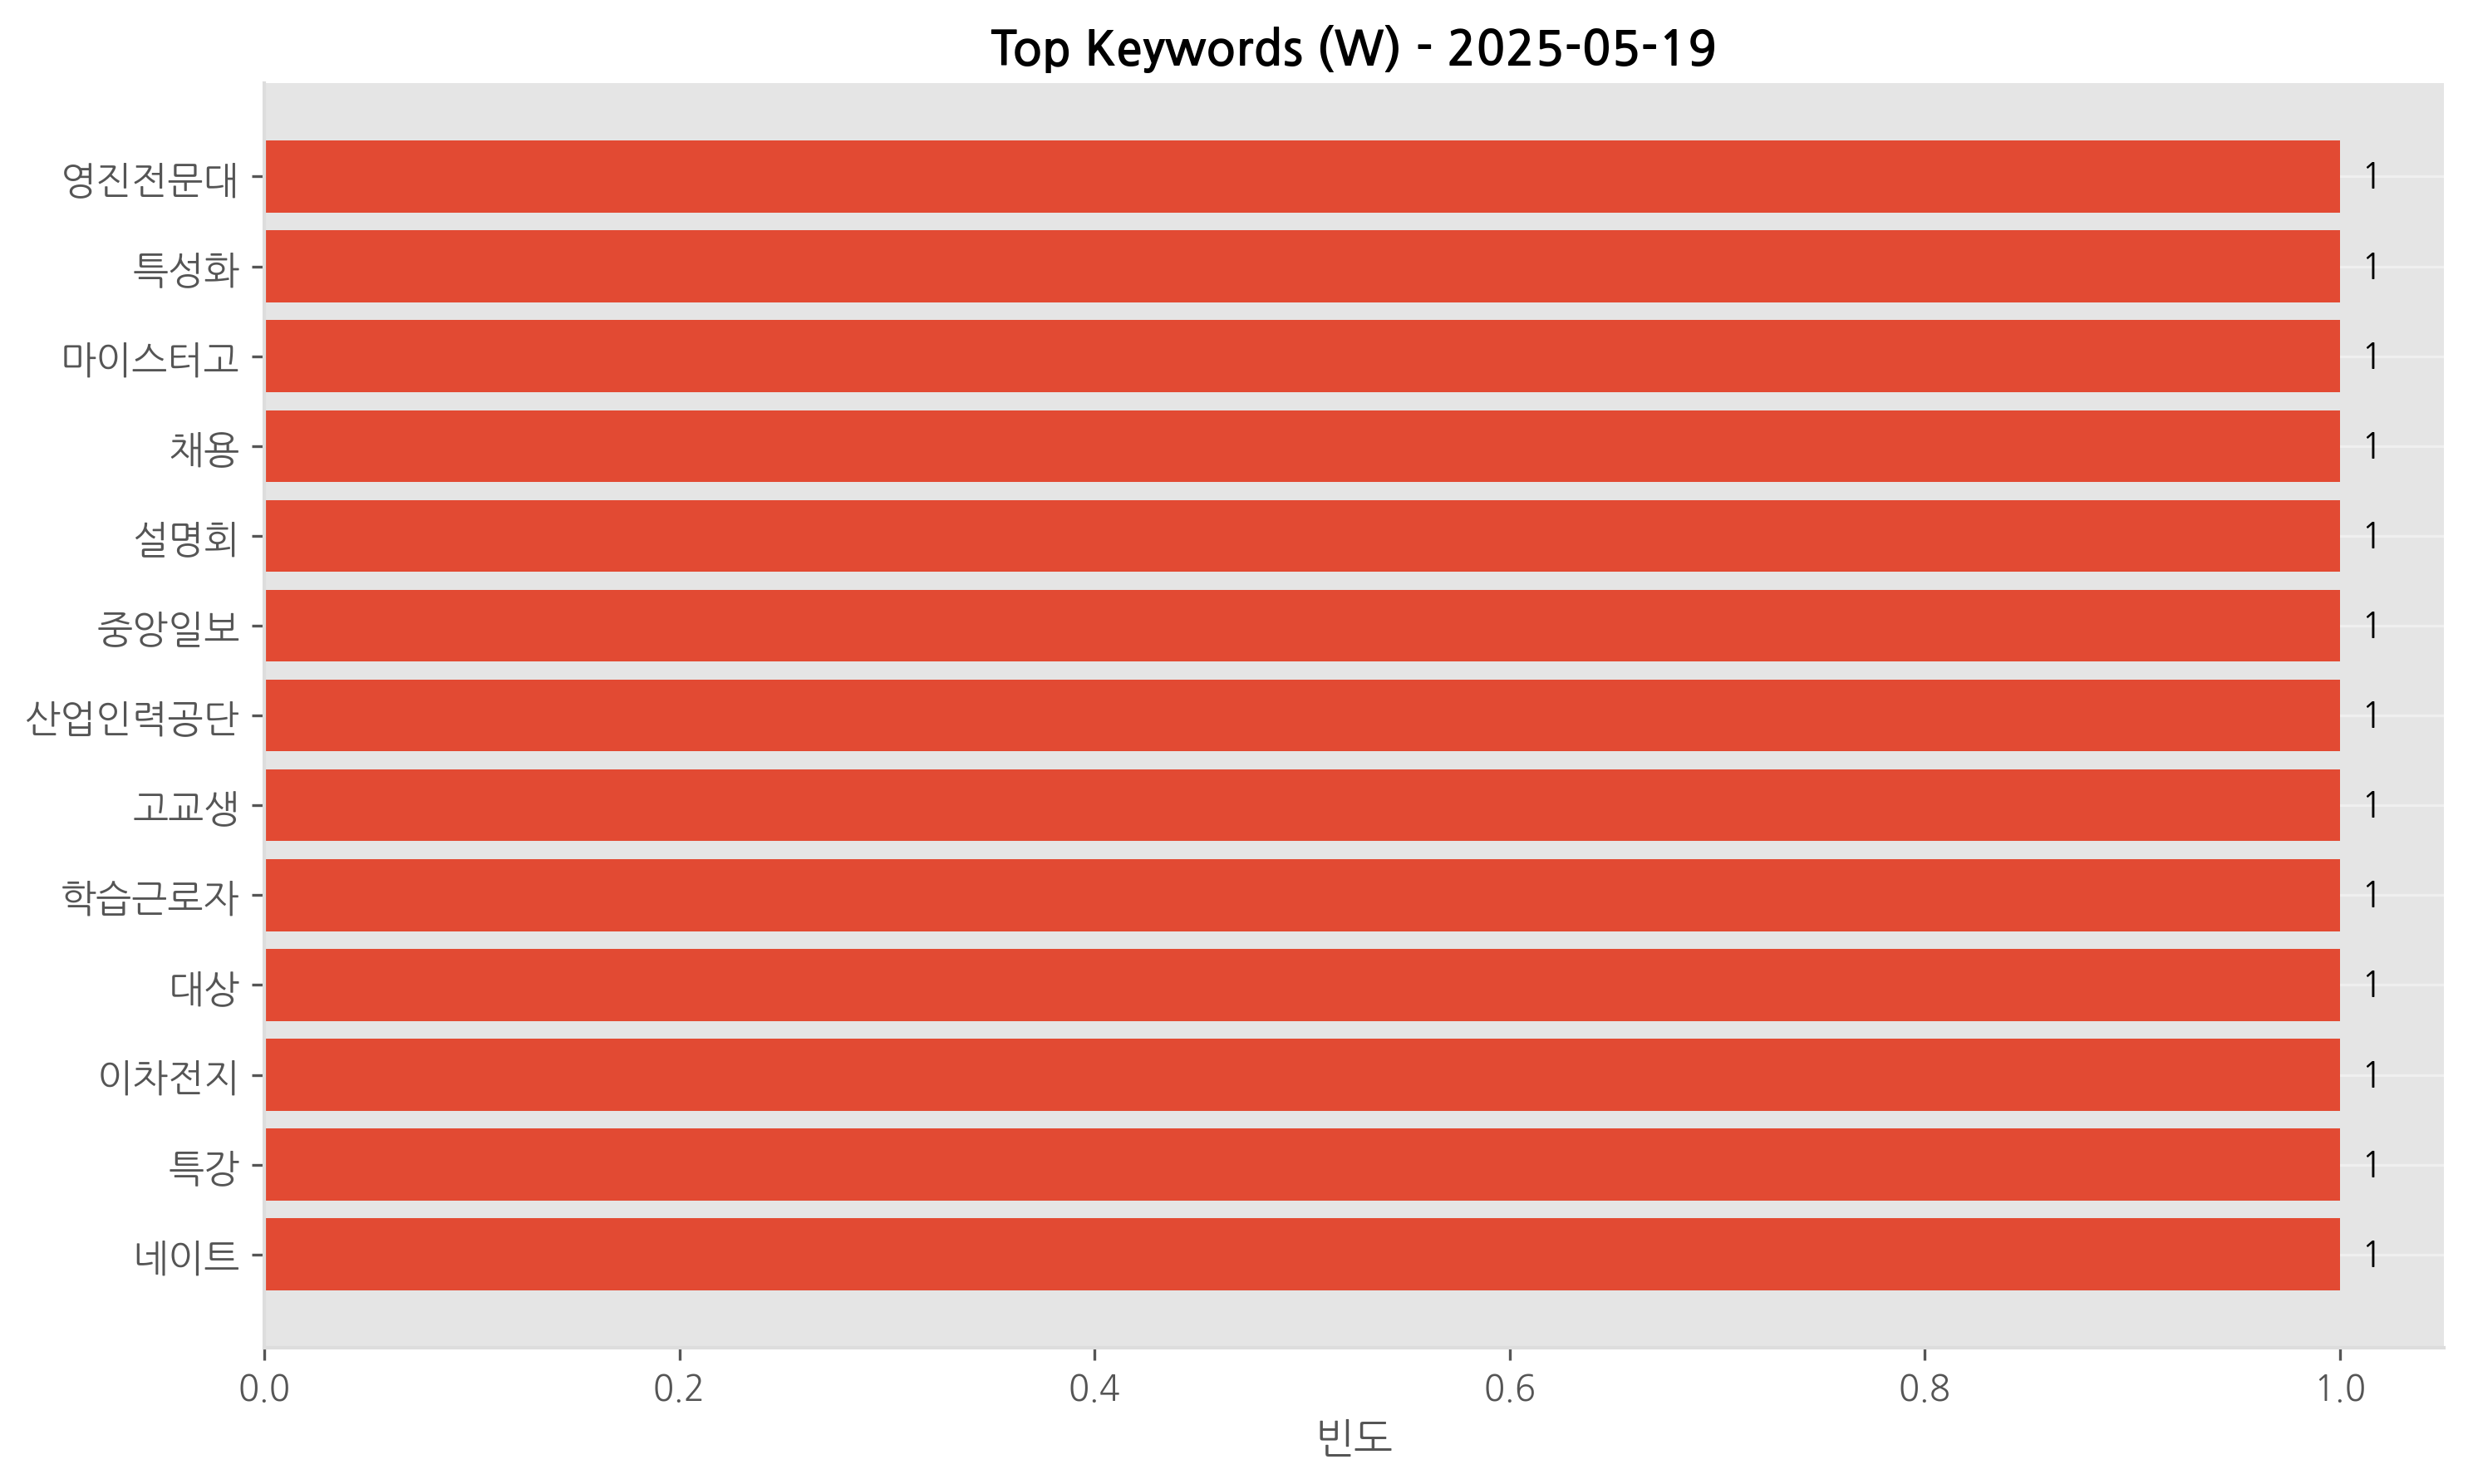 Top Keywords (W) - 2025-05-19
영진전문대 1
특성화 1
마이스터고 1
채용 1
설명회 1
중앙일보 1
산업인력공단 1
고교생 1
학습근로자 1
대상 1
이차전지 1
특강 1
네이트 1
0.0 0.2 0.4 0.6 0.8 1.0
빈도